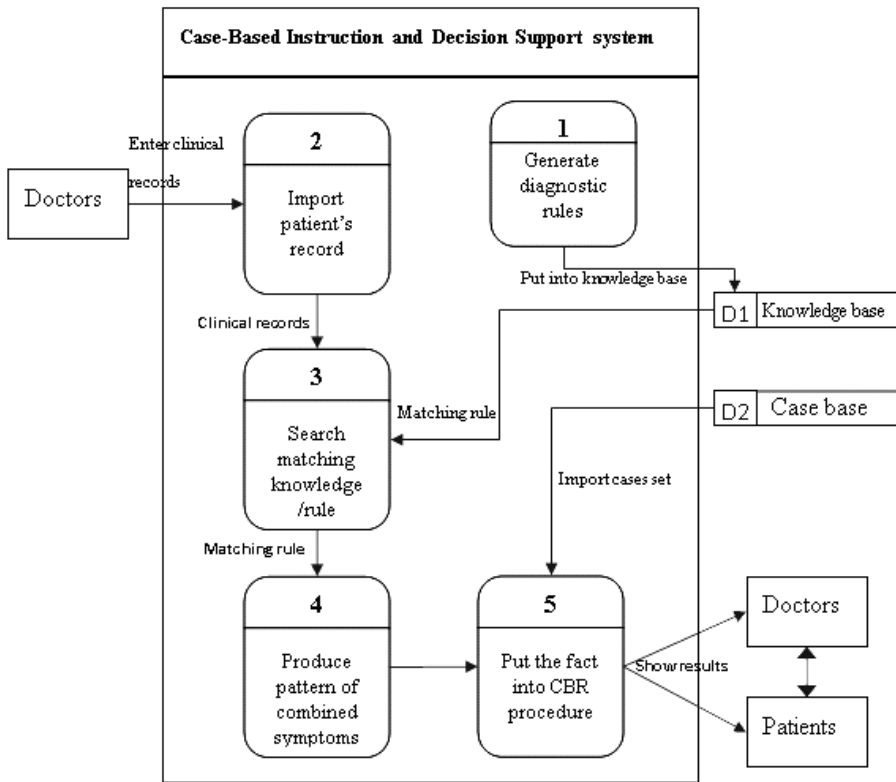 Case-Based Instruction and Decision Support system
2
Import
patient's
record
1
Generate
diagnostic
rules
Enter clinical
records
Doctors
Put into knowledge base
D1 Knowledge base
Clinical records
3
Search
matching
knowledge
/rule
Matching rule
D2 Case base
Import cases set
Matching rule
4
Produce
pattern of
combined
symptoms
5
Put the fact
into CBR
procedure
Show results
Doctors
Patients